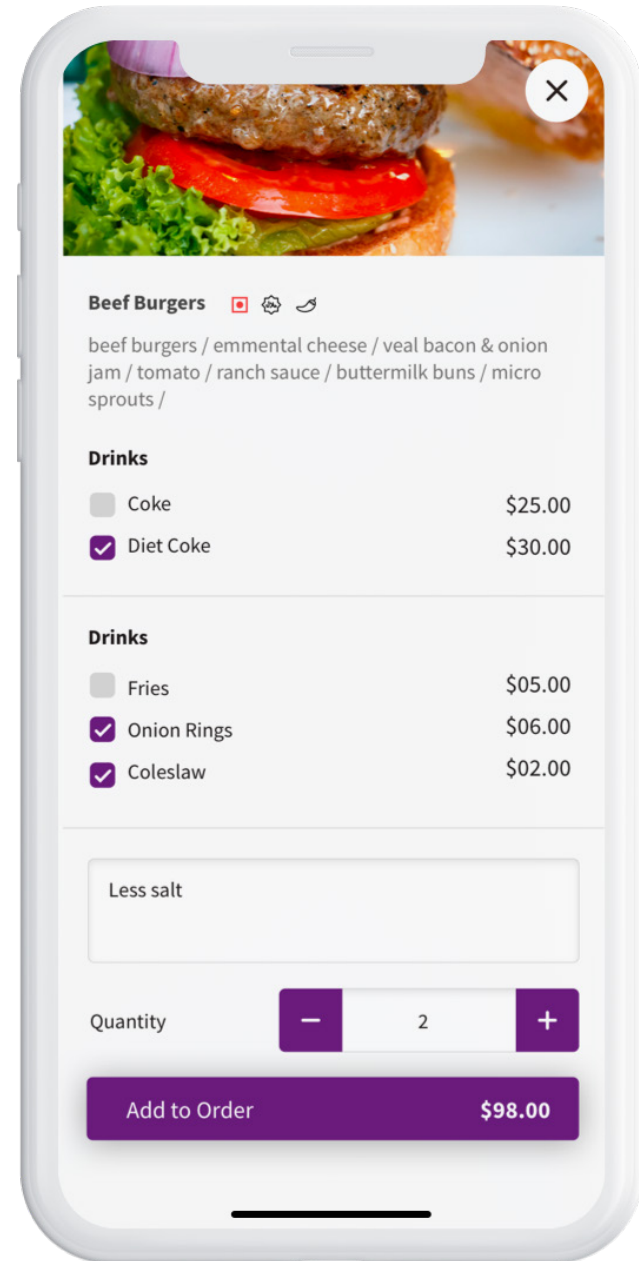 Beef Burgers
beef burgers / emmental cheese / veal bacon & onion
jam / tomato / ranch sauce / buttermilk buns / micro
sprouts /
Drinks
Coke $25.00
Diet Coke $30.00
Drinks
Fries $05.00
Onion Rings $06.00
Coleslaw $02.00
Less salt
Quantity 2
Add to Order $98.00